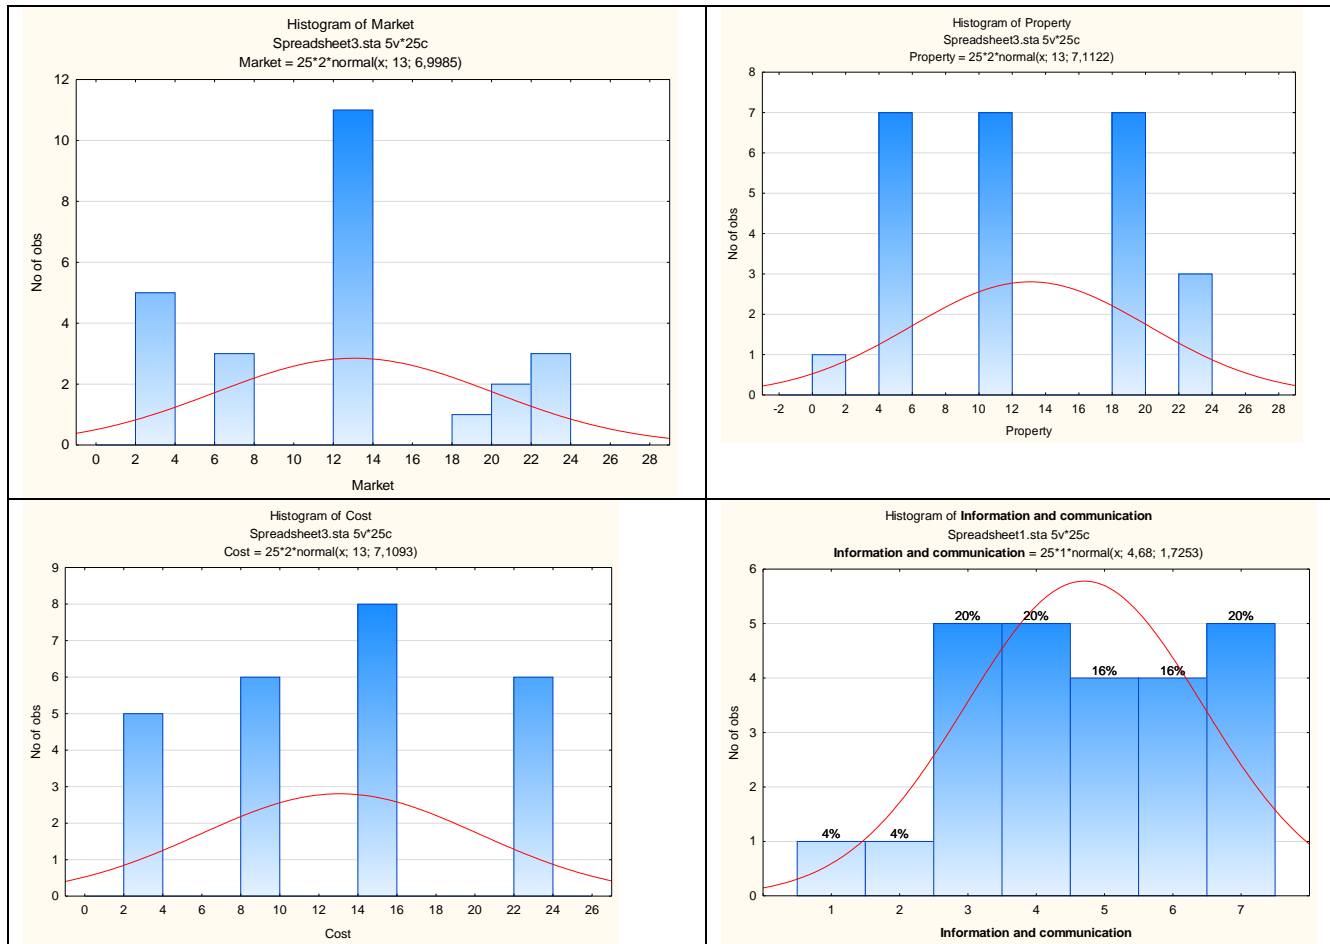 Histogram of Market
Spreadsheet3.sta 5v*25c
Market = 25*2*normal(x; 13; 6,9985)
12
10
8
6
4
2
0
No of obs
0 2 4 6 8 10 12 14 16 18 20 22 24 26 28
Market
Histogram of Property
Spreadsheet3.sta 5v*25c
Property = 25*2*normal(x; 13; 7,1122)
8
7
6
5
4
3
2
1
0
No of obs
-2 0 2 4 6 8 10 12 14 16 18 20 22 24 26 28
Property
Histogram of Cost
Spreadsheet3.sta 5v*25c
Cost = 25*2*normal(x; 13; 7,1093)
9
8
7
6
5
4
3
2
1
0
No of obs
0 2 4 6 8 10 12 14 16 18 20 22 24 26
Cost
Histogram of Information and communication
Spreadsheet1.sta 5v*25c
Information and communication = 25*1*normal(x; 4,68; 1,7253)
6
5
4
3
2
1
0
No of obs
4% 4% 20% 20% 16% 16% 20%
1 2 3 4 5 6 7
Information and communication